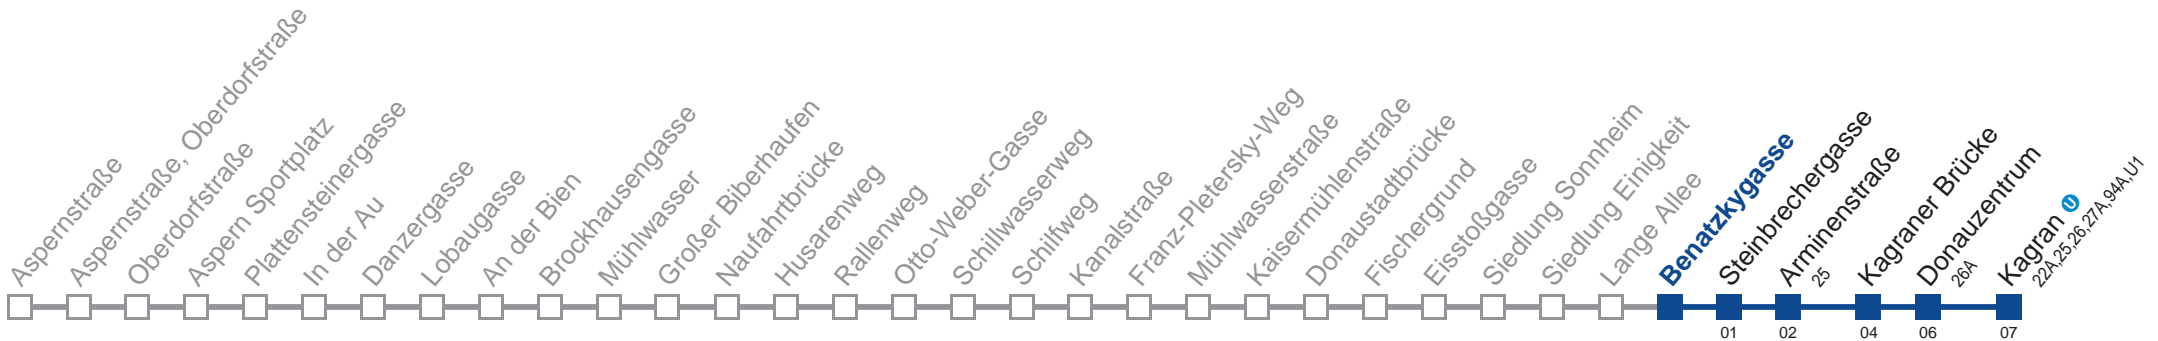 Aspernstraße
Aspernstraße, Oberdorfstraße
Oberdorfstraße
Aspern Sportplatz
Plattensteinergasse
In der Au
Danzergasse
Lobaugasse
An der Bien
Brockhausengasse
Mühlwasser
Großer Biberhaufen
Naufahrtbrücke
Husarenweg
Rallenweg
Otto-Weber-Gasse
Schillwasserweg
Schilfweg
Kanalstraße
Franz-Pletersky-Weg
Mühlwasserstraße
Kaisermühlenstraße
Donaustadtbrücke
Fischergrund
Eisstoßgasse
Siedlung Sonnheim
Siedlung Einigkeit
Lange Allee
Benatzkygasse
Steinbrechergasse
01
Arminenstraße
25
02
Kagraner Brücke
04
Donauzentrum
26A
06
Kagran U
22A,25,26,27A,94A,U1
07